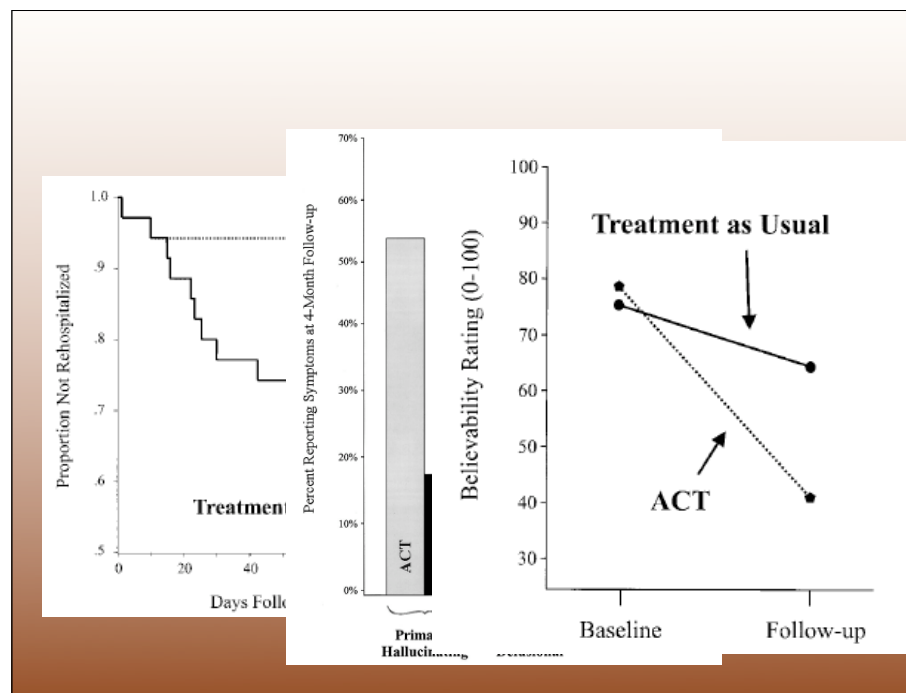 1.0
.9
.8
.7
.6
.5
0
20
40
Proportion Not Rehospitalized
Treatment
Days
70%
60%
50%
40%
30%
20%
10%
0%
Percent Reporting Symptoms at 4-Month Follow-up
ACT
100
90
80
70
60
50
40
30
Believability Rating (0-100)
Treatment as Usual
ACT
Baseline
Follow-up